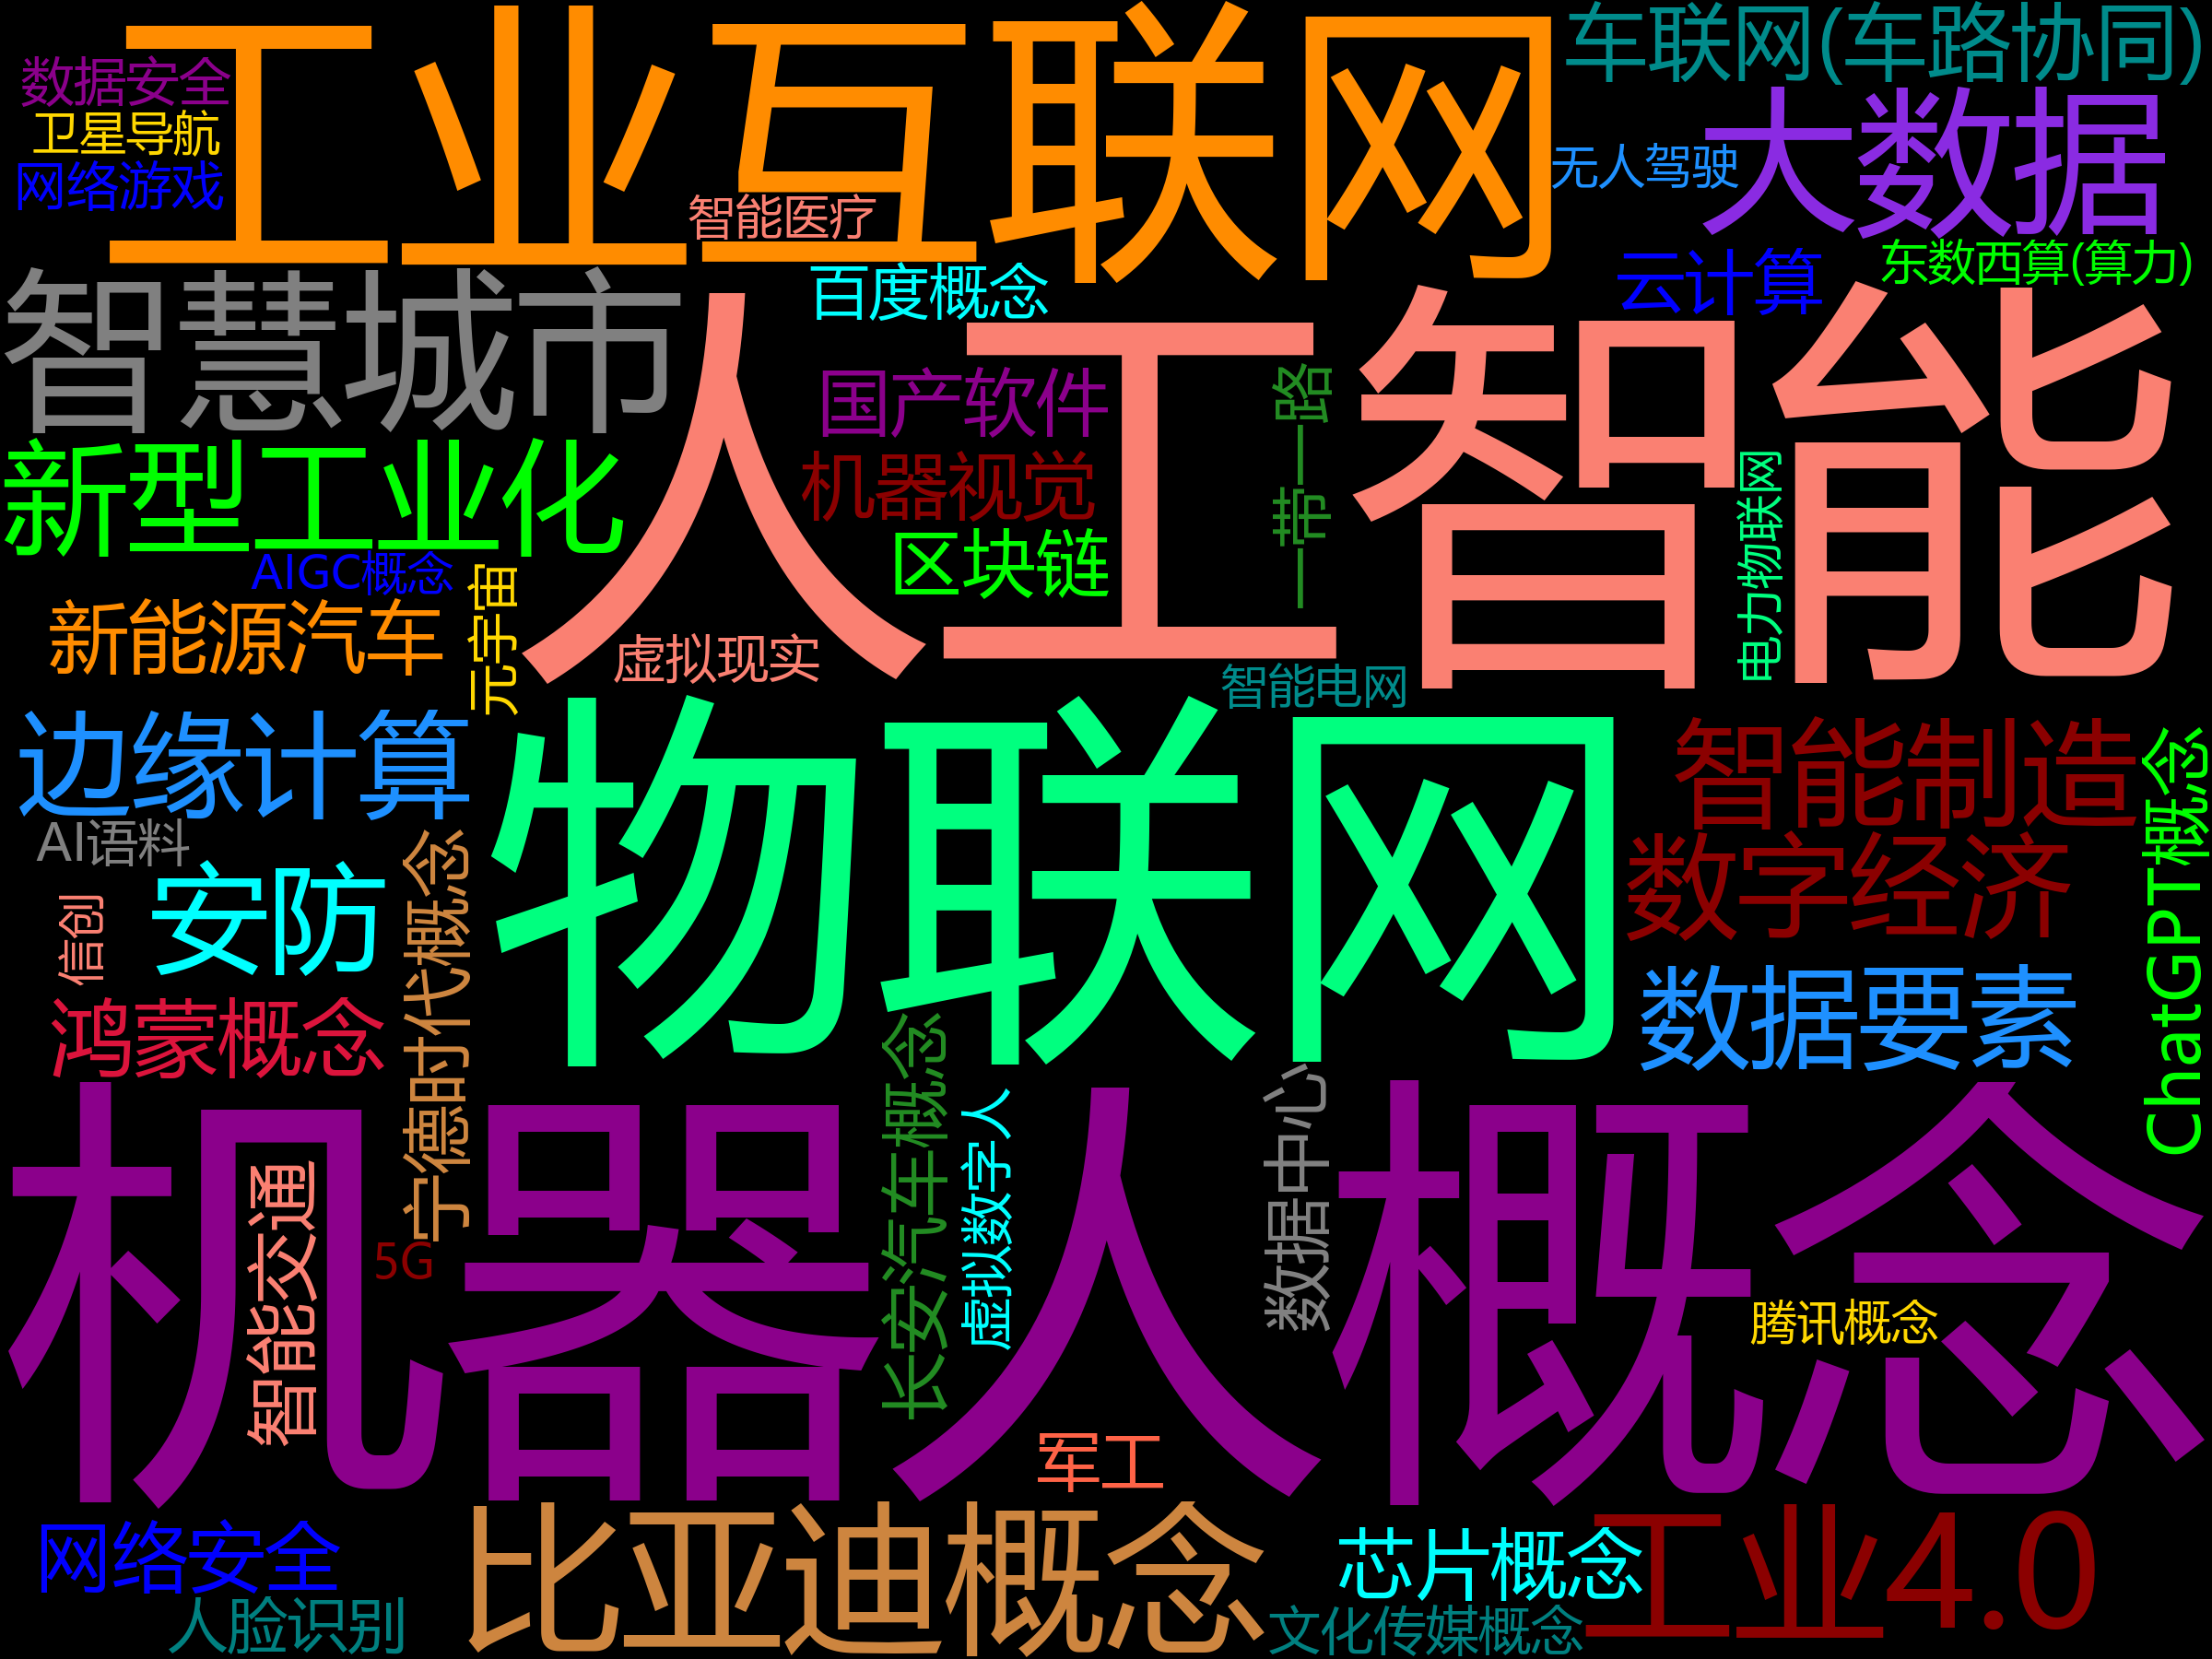 工业互联网
车联网(车路协同)
数据安全
卫星导航
网络游戏
大数据
无人驾驶
智能医疗
东数西算(算力)
云计算
百度概念
智慧城市
人工智能
国产软件
一带一路
新型工业化
机器视觉
电力物联网
区块链
AIGC概念
元宇宙
新能源汽车
虚拟现实
智能电网
边缘计算
物联网
智能制造
ChatGPT概念
AI语料
数字经济
宁德时代概念
安防
信创
数据要素
鸿蒙概念
长安汽车概念
虚拟数字人
数据中心
机器人概念
智能交通
5G
腾讯概念
军工
比亚迪概念
工业4.0
网络安全
芯片概念
人脸识别
文化传媒概念